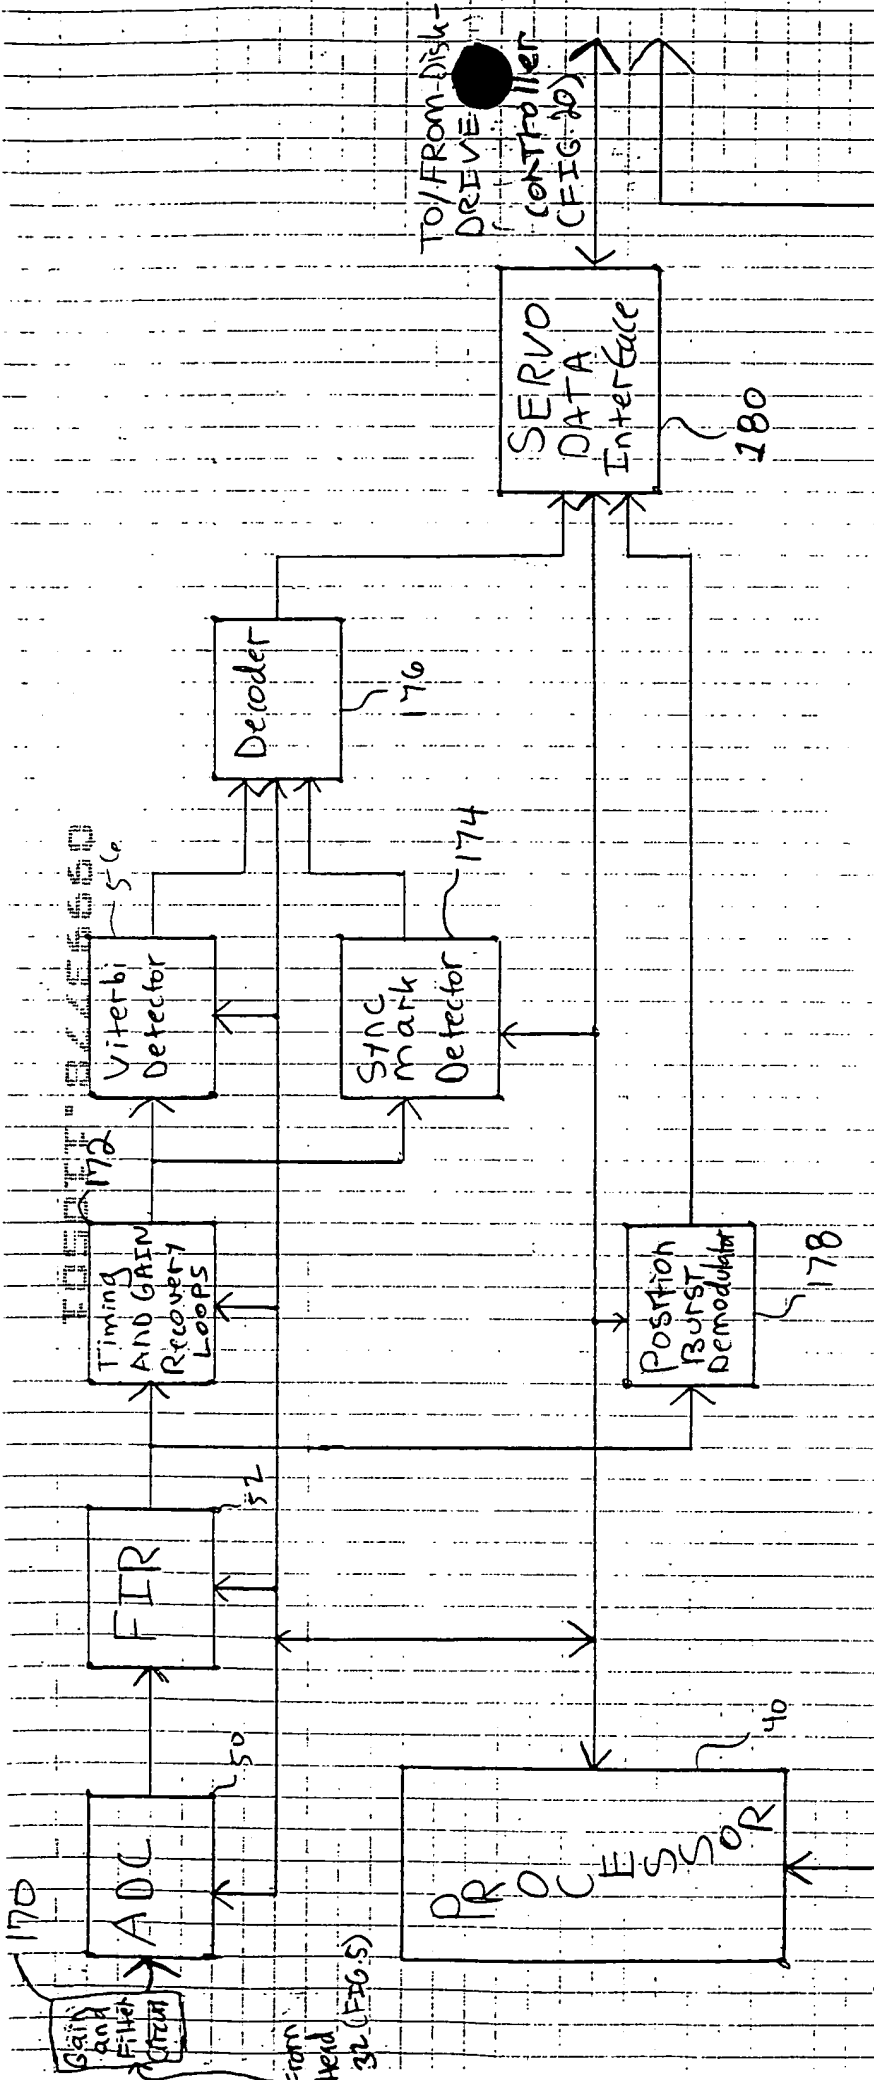 170
Gain
and
Filter
Circuit
From
Head
32 (FIG.5)
ADC
50
FIR
52
Timing
AND GAIN
Recovery
Loops
172
Viterbi
Detector
56
Sync
mark
Detector
174
Decoder
176
Position
Burst
Demodulator
178
PROCESSOR
40
SERVO
DATA
Interface
180
TO/FROM Disk-
DRIVE
controller
(FIG 20)